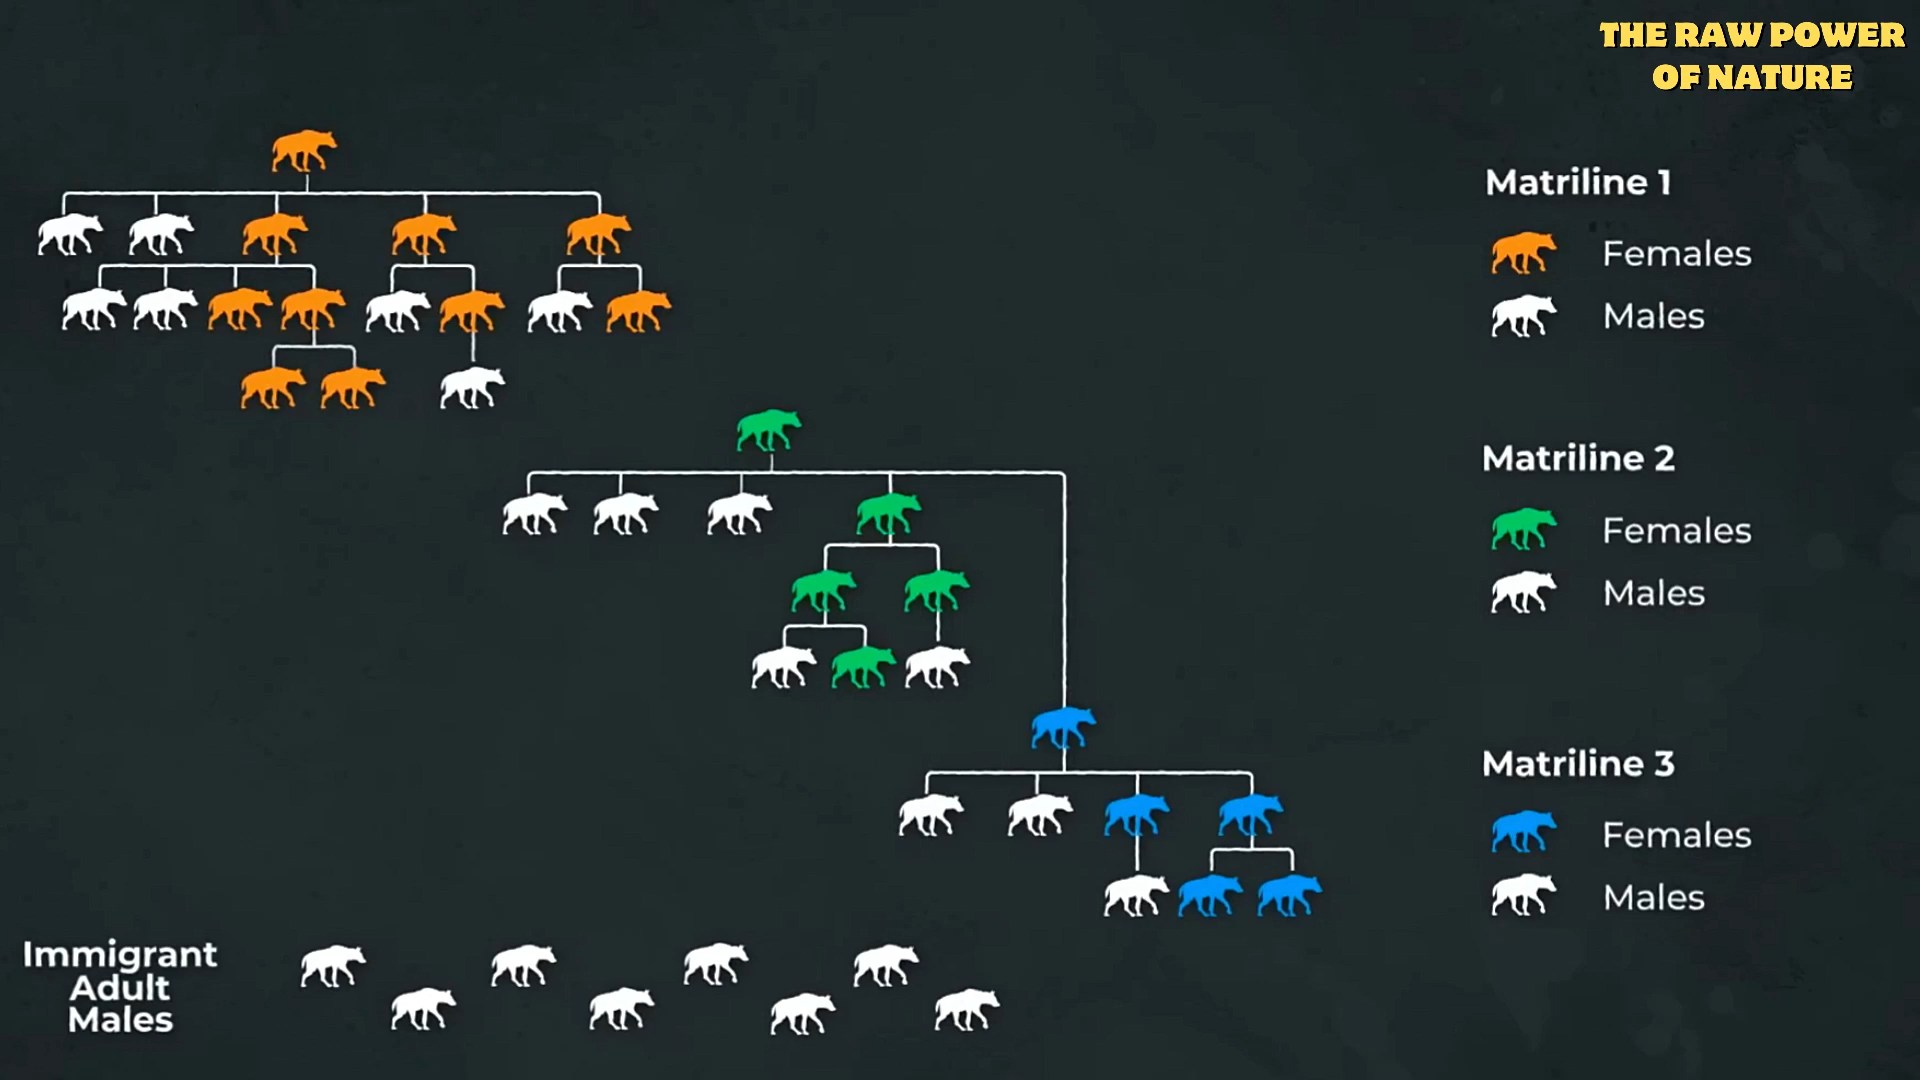 THE RAW POWER
OF NATURE
Matriline 1
Females
Males
Matriline 2
Females
Males
Matriline 3
Females
Males
Immigrant
Adult
Males